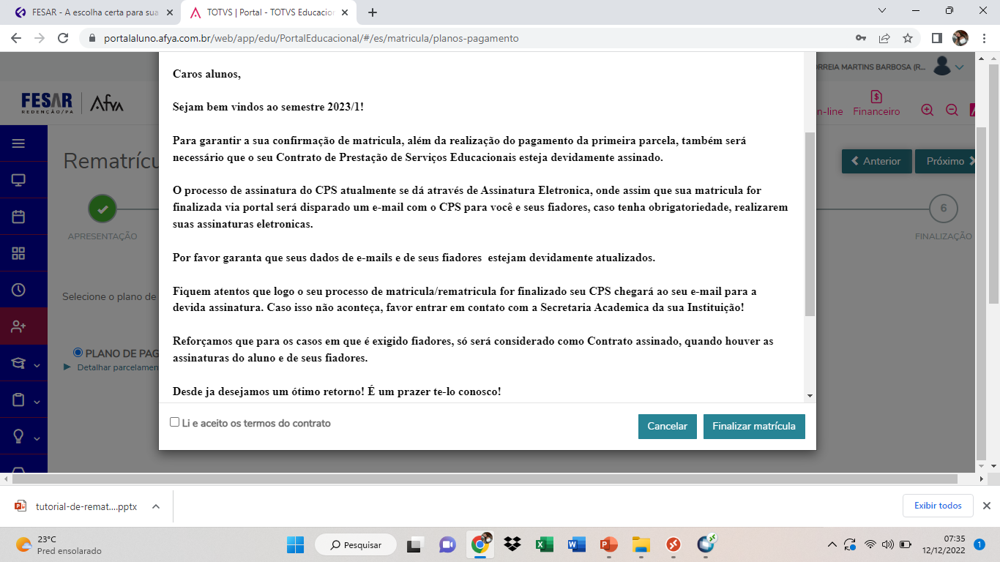 FESAR - A escolha certa para sua
TOTVS | Portal - TOTVS Educacion
portalaluno.afya.com.br/web/app/edu/PortalEducacional/#/es/matricula/planos-pagamento
ORREIA MARTINS BARBOSA (R...
FESAR
REDENÇÃO/PA
Afya
n-line
Financeiro
Rematrícu
Anterior
Próximo
APRESENTAÇÃO
6
FINALIZAÇÃO
Selecione o plano de
PLANO DE PAG
Detalhar parcelamen
Caros alunos,
Sejam bem vindos ao semestre 2023/1!
Para garantir a sua confirmação de matricula, além da realização do pagamento da primeira parcela, também será
necessário que o seu Contrato de Prestação de Serviços Educacionais esteja devidamente assinado.
O processo de assinatura do CPS atualmente se dá através de Assinatura Eletronica, onde assim que sua matricula for
finalizada via portal será disparado um e-mail com o CPS para você e seus fiadores, caso tenha obrigatoriedade, realizarem
suas assinaturas eletronicas.
Por favor garanta que seus dados de e-mails e de seus fiadores  estejam devidamente atualizados.
Fiquem atentos que logo o seu processo de matricula/rematricula for finalizado seu CPS chegará ao seu e-mail para a
devida assinatura. Caso isso não aconteça, favor entrar em contato com a Secretaria Academica da sua Instituição!
Reforçamos que para os casos em que é exigido fiadores, só será considerado como Contrato assinado, quando houver as
assinaturas do aluno e de seus fiadores.
Desde ja desejamos um ótimo retorno! É um prazer te-lo conosco!
Li e aceito os termos do contrato
Cancelar
Finalizar matrícula
tutorial-de-remat....pptx
Exibir todos
23°C
Pred ensolarado
Pesquisar
07:35
12/12/2022
1